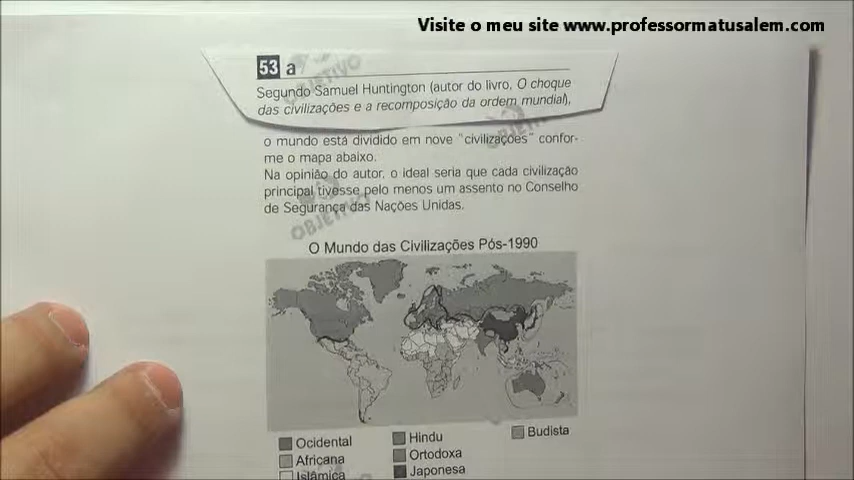 Visite o meu site www.professormatusalem.com
53 a
Segundo Samuel Huntington (autor do livro, O choque
das civilizações e a recomposição da ordem mundial),
o mundo está dividido em nove "civilizações" confor-
me o mapa abaixo.
Na opinião do autor, o ideal seria que cada civilização
principal tivesse pelo menos um assento no Conselho
de Segurança das Nações Unidas.
OBJETIVO
OBJETIVO
O Mundo das Civilizações Pós-1990
Ocidental Hindu Budista
Africana Ortodoxa
Islâmica Japonesa